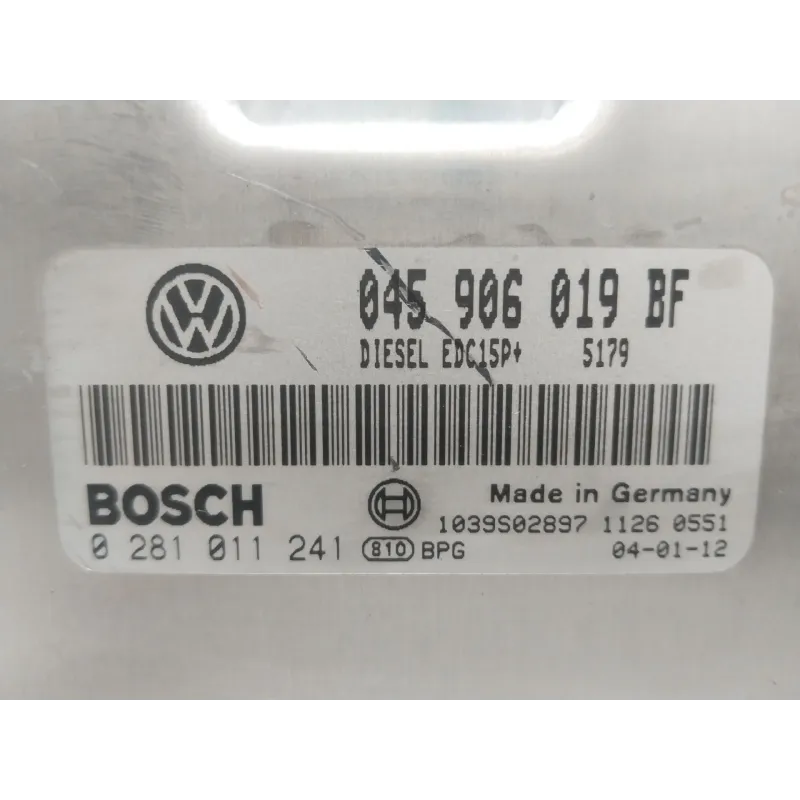 VW
045 906 019 BF
DIESEL EDC15P+ 5179
BOSCH
Made in Germany
1039S02897 1126 0551
0 281 011 241 810 BPG 04-01-12